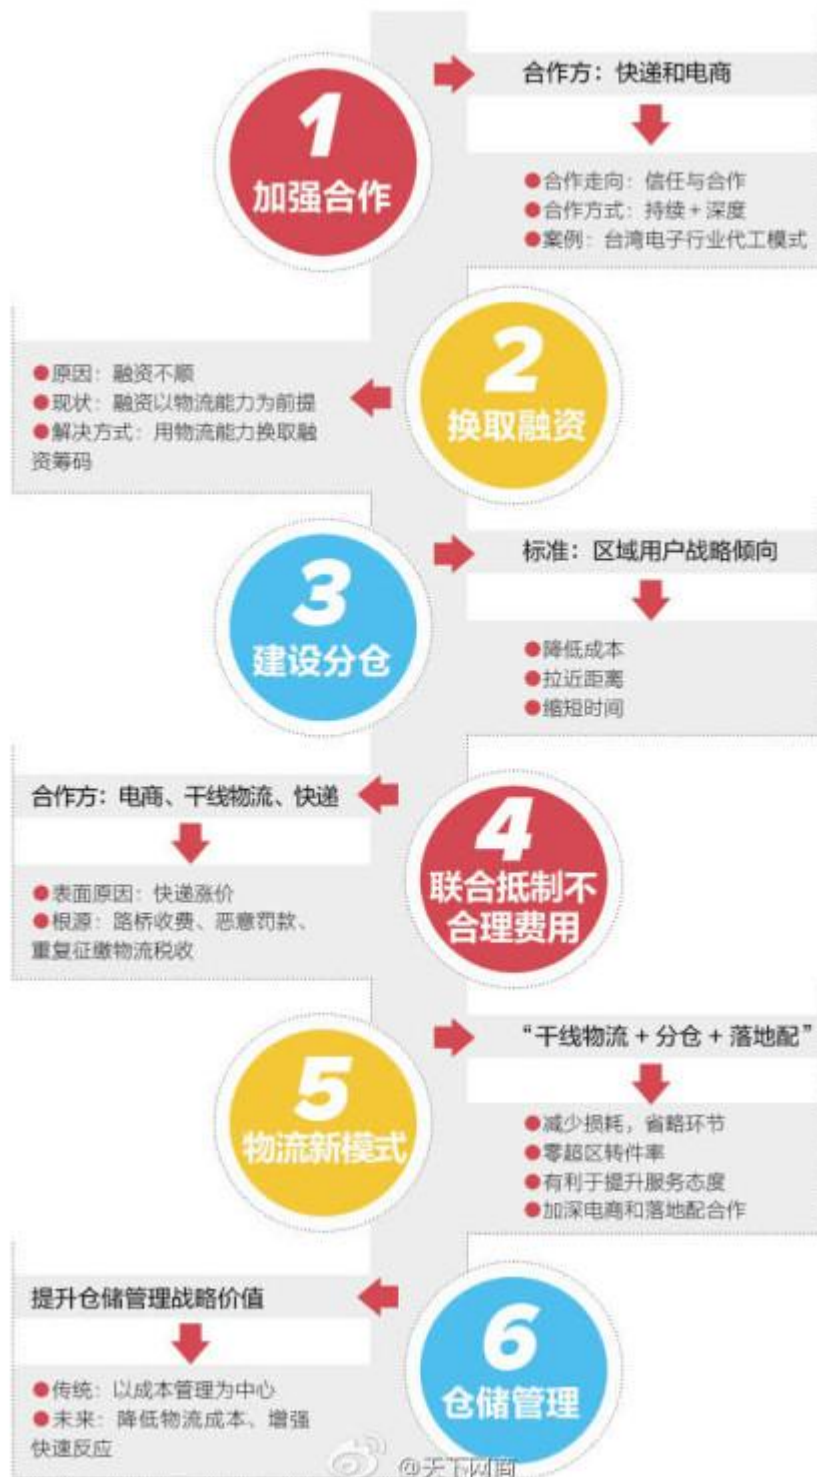 1
加强合作
合作方：快递和电商
●合作走向：信任与合作
●合作方式：持续+深度
●案例：台湾电子行业代工模式
2
换取融资
●原因：融资不顺
●现状：融资以物流能力为前提
●解决方式：用物流能力换取融
资筹码
3
建设分仓
标准：区域用户战略倾向
●降低成本
●拉近距离
●缩短时间
4
联合抵制不
合理费用
合作方：电商、干线物流、快递
●表面原因：快递涨价
●根源：路桥收费、恶意罚款、
重复征缴物流税收
5
物流新模式
“干线物流+分仓+落地配”
●减少损耗，省略环节
●零超区转件率
●有利于提升服务态度
●加深电商和落地配合作
6
仓储管理
提升仓储管理战略价值
●传统：以成本管理为中心
●未来：降低物流成本、增强
快速反应
@天下网商